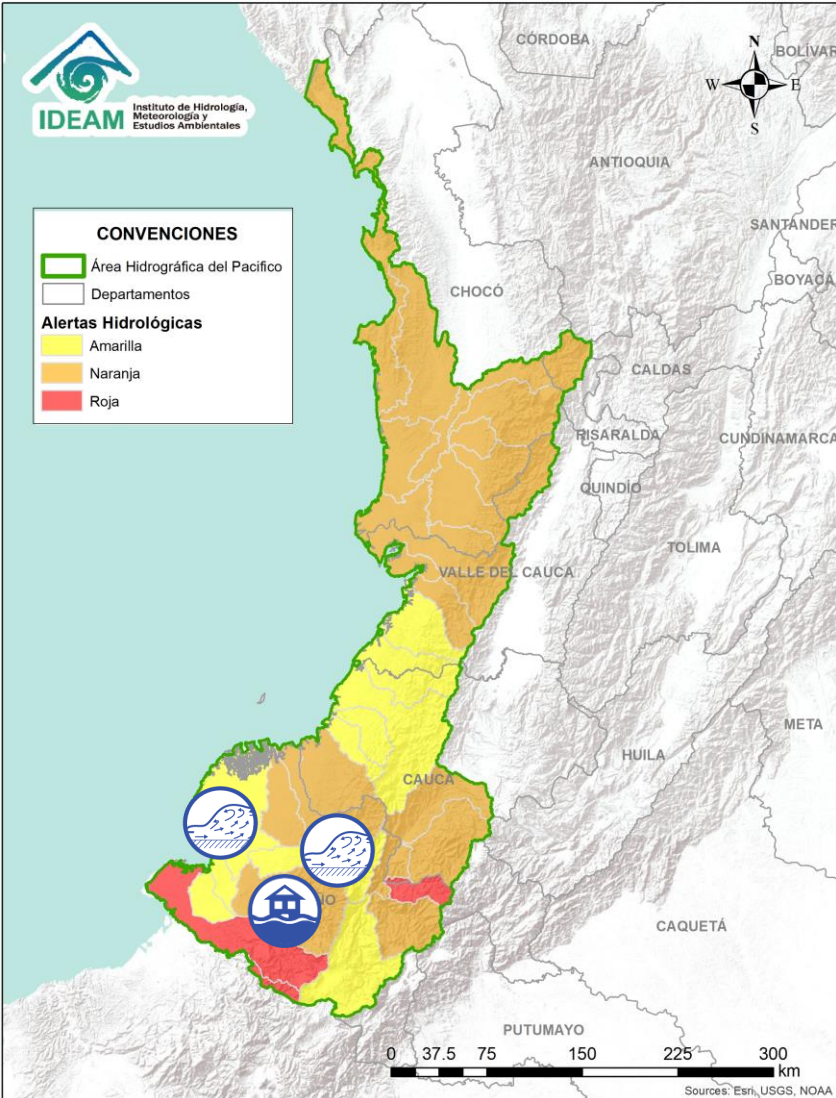 IDEAM
Instituto de Hidrología,
Meteorología y
Estudios Ambientales
N
W
E
S
CONVENCIONES
Área Hidrográfica del Pacifico
Departamentos
Alertas Hidrológicas
Amarilla
Naranja
Roja
CÓRDOBA
BOLÍVAR
ANTIOQUIA
SANTANDER
BOYACÁ
CHOCÓ
CALDAS
RISARALDA
CUNDINAMARCA
QUINDÍO
TOLIMA
VALLE DEL CAUCA
META
HUILA
CAUCA
ÑO
CAQUETÁ
PUTUMAYO
0 37.5 75 150 225 300
km
Sources: Esri, USGS, NOAA